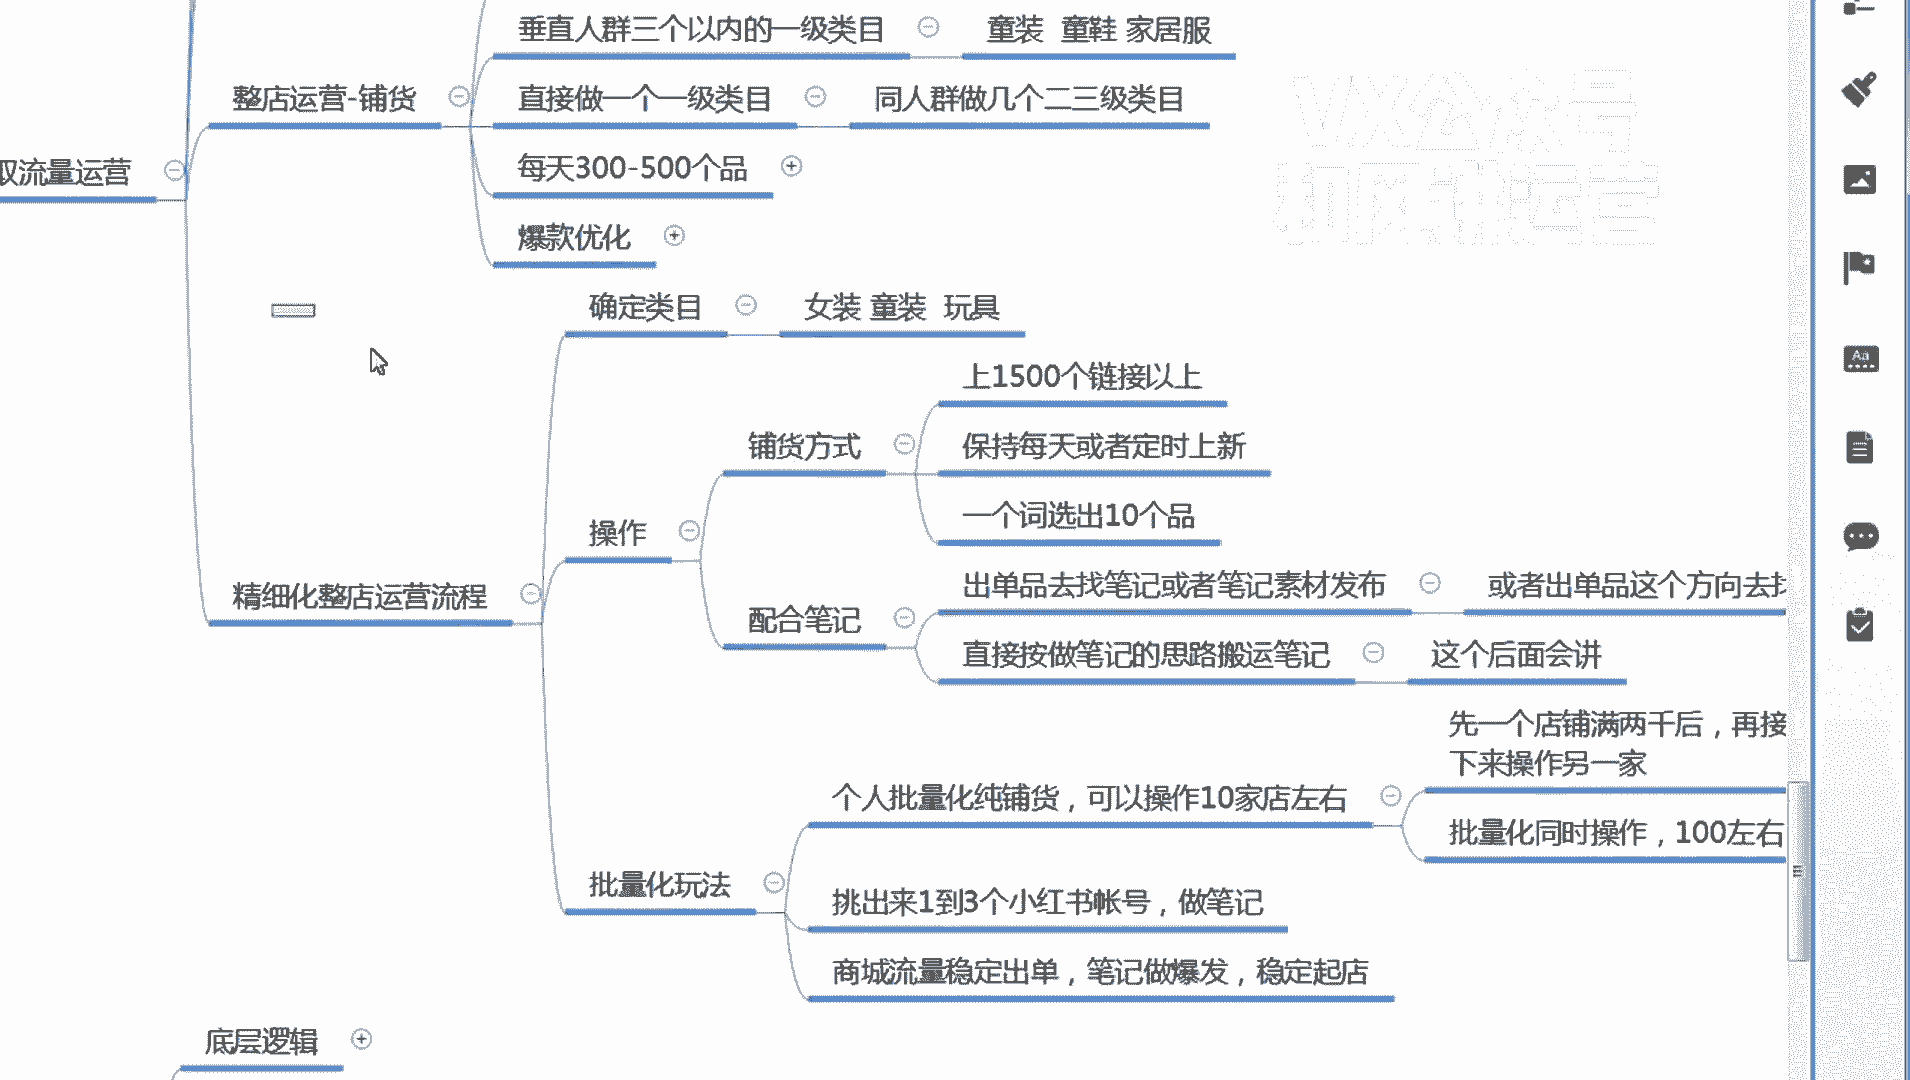 垂直人群三个以内的一级类目
童装 童鞋 家居服
整店运营-铺货
直接做一个一级类目
同人群做几个二三级类目
VX公众号
取流量运营
每天300-500个品
爆款优化
确定类目
女装 童装 玩具
上1500个链接以上
铺货方式
保持每天或者定时上新
一个词选出10个品
操作
出单品去找笔记或者笔记素材发布
或者出单品这个方向去找
精细化整店运营流程
配合笔记
直接按做笔记的思路搬运笔记
这个后面会讲
先一个店铺满两千后，再接
下来操作另一家
个人批量化纯铺货，可以操作10家店左右
批量化同时操作，100左右
批量化玩法
挑出来1到3个小红书帐号，做笔记
商城流量稳定出单，笔记做爆发，稳定起店
底层逻辑
Aa